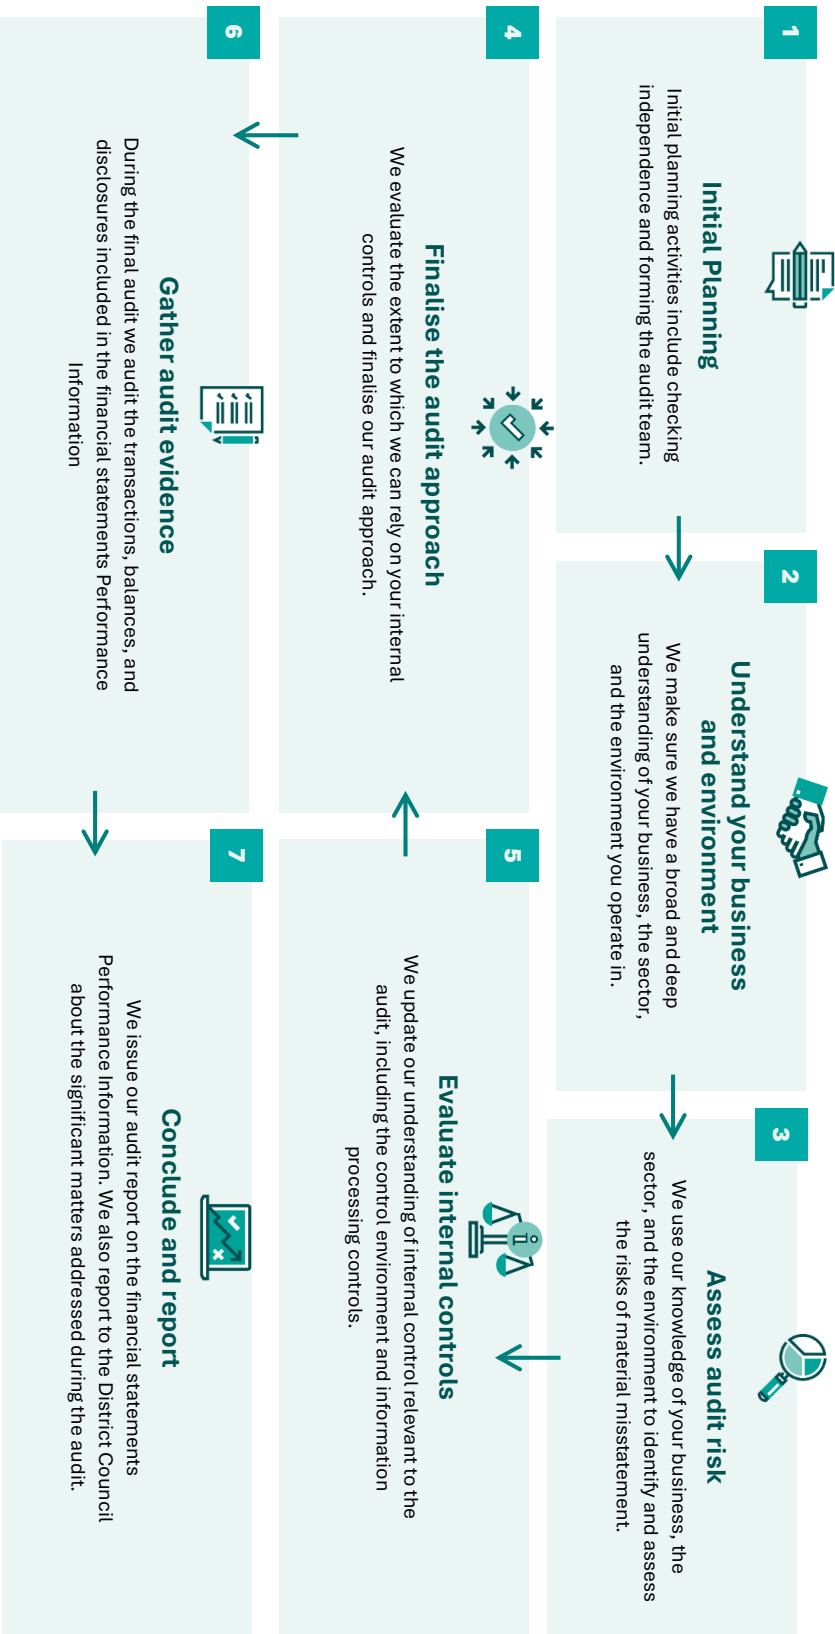 1
Initial Planning
Initial planning activities include checking
independence and forming the audit team.
2
Understand your business
and environment
We make sure we have a broad and deep
understanding of your business, the sector,
and the environment you operate in.
3
Assess audit risk
We use our knowledge of your business, the
sector, and the environment to identify and assess
the risks of material misstatement.
4
Finalise the audit approach
We evaluate the extent to which we can rely on your internal
controls and finalise our audit approach.
5
Evaluate internal controls
We update our understanding of internal control relevant to the
audit, including the control environment and information
processing controls.
6
Gather audit evidence
During the final audit we audit the transactions, balances, and
disclosures included in the financial statements Performance
Information
7
Conclude and report
We issue our audit report on the financial statements
Performance Information. We also report to the District Council
about the significant matters addressed during the audit.